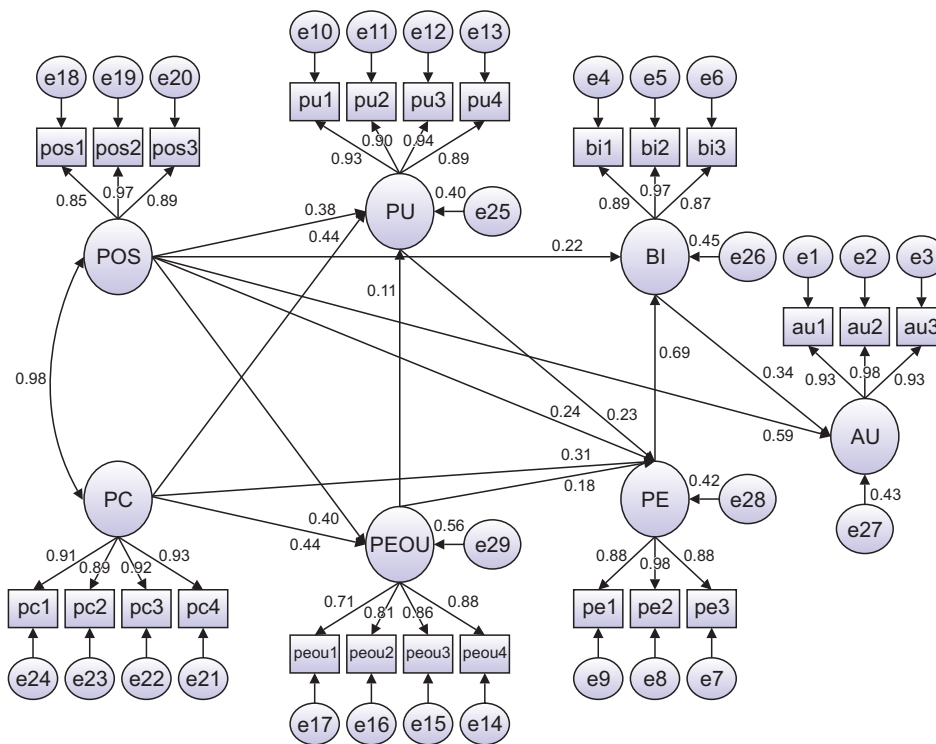 e10 e11 e12 e13
e18 e19 e20
e4 e5 e6
pu1 pu2 pu3 pu4
pos1 pos2 pos3
bi1 bi2 bi3
0.93 0.90 0.94 0.89
0.85 0.97 0.89
0.89 0.97 0.87
PU 0.40 e25
0.38
0.44
POS
0.22
BI 0.45 e26
e1 e2 e3
0.11
au1 au2 au3
0.69
0.34
0.93 0.98 0.93
0.98
0.24 0.23
0.59
AU
0.31
PC
0.18
PE 0.42 e28
0.43
e27
0.40
0.44
PEOU 0.56 e29
0.91 0.89 0.92 0.93
0.88 0.98 0.88
pc1 pc2 pc3 pc4
0.71 0.81 0.86 0.88
pe1 pe2 pe3
peou1 peou2 peou3 peou4
e24 e23 e22 e21
e9 e8 e7
e17 e16 e15 e14